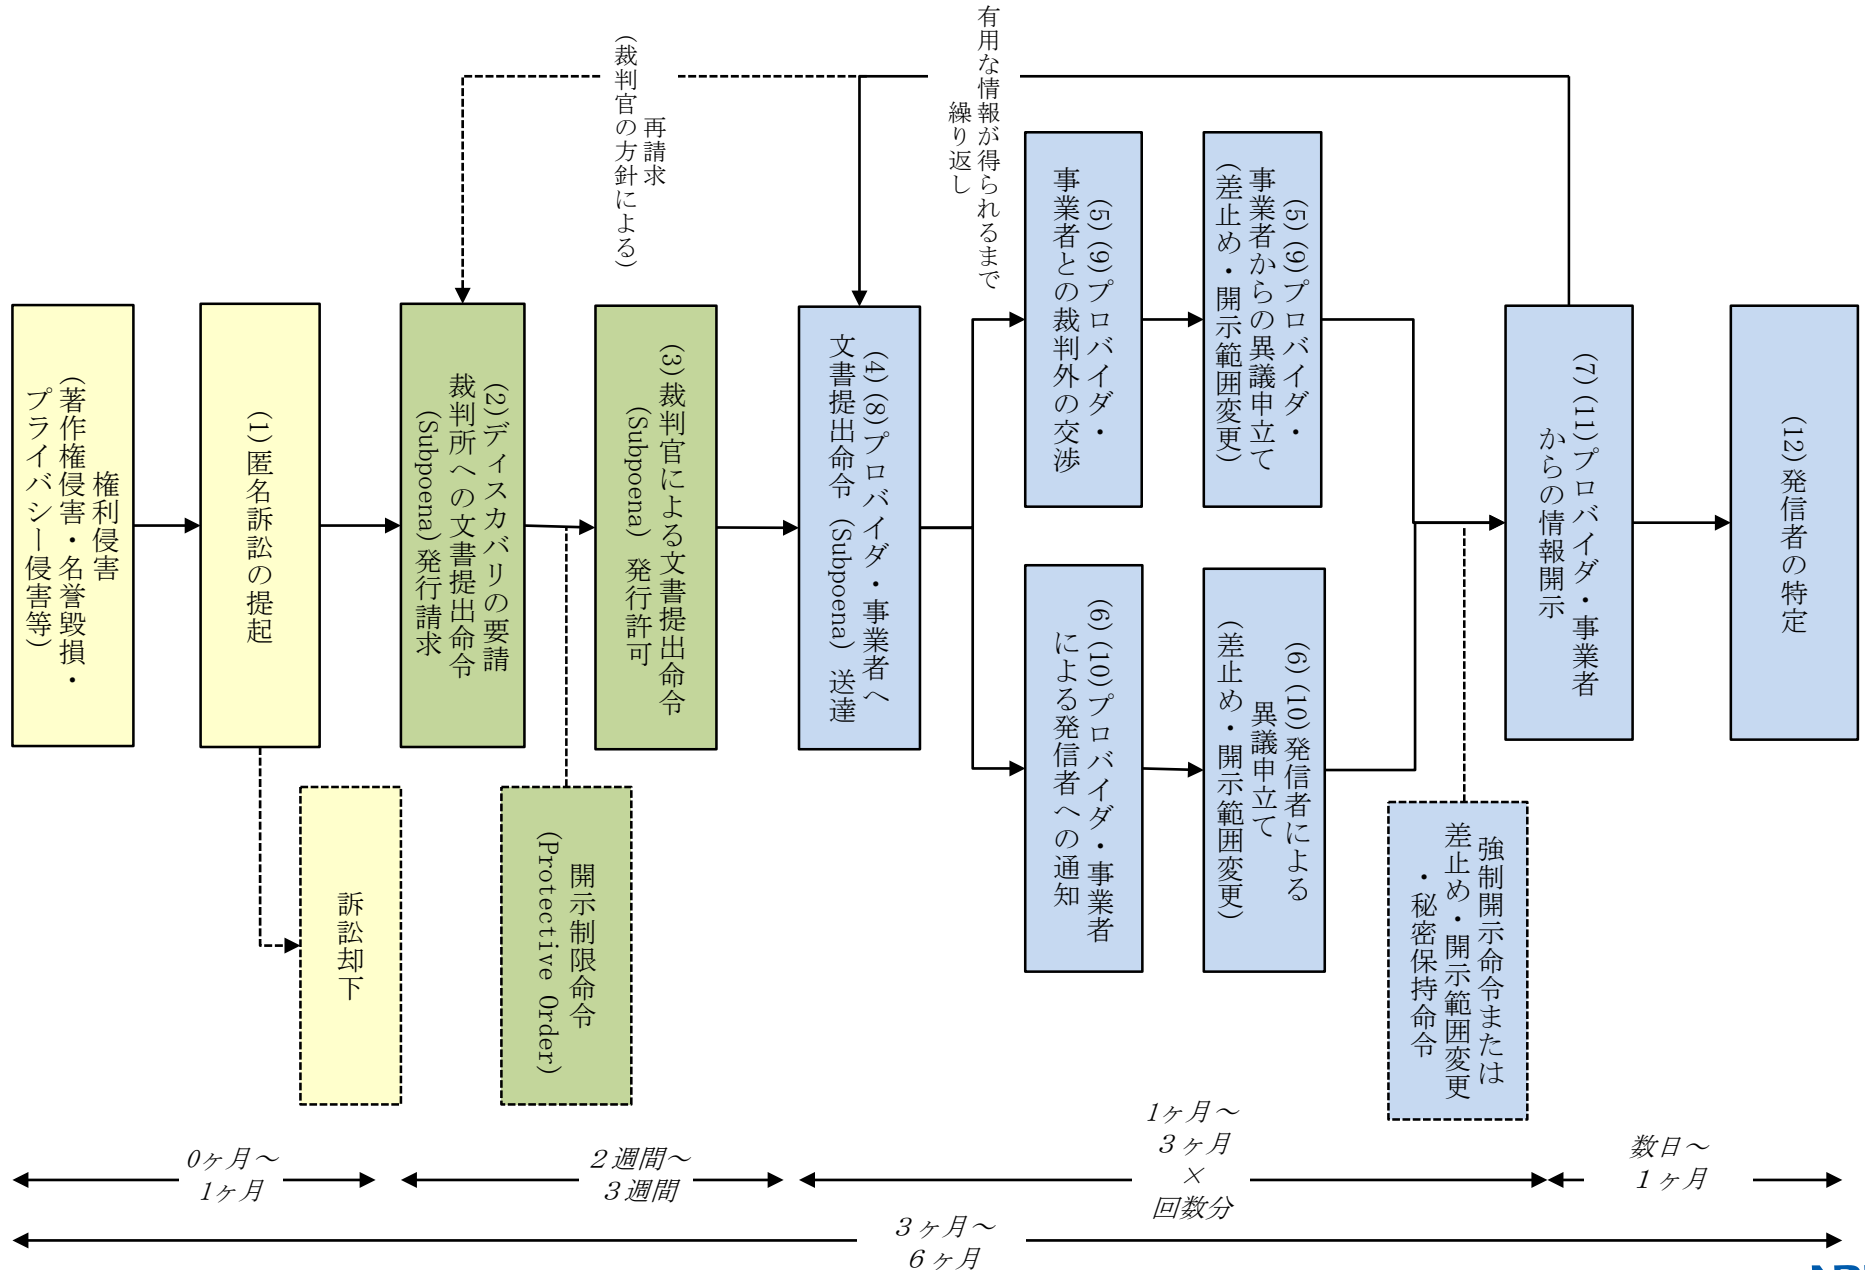 有用な情報が得られるまで
繰り返し
再請求
(裁判官の方針による)
権利侵害
(著作権侵害・名誉毀損・
プライバシー侵害等)
(1)匿名訴訟の提起
(2)ディスカバリの要請
裁判所への文書提出命令
(Subpoena)発行請求
(3)裁判官による文書提出命令
(Subpoena) 発行許可
(4)(8)プロバイダ・事業者へ
文書提出命令 (Subpoena) 送達
(5)(9)プロバイダ・
事業者との裁判外の交渉
(5)(9)プロバイダ・
事業者からの異議申立て
(差止め・開示範囲変更)
(6)(10)プロバイダ・事業者
による発信者への通知
(6)(10)発信者による
異議申立て
(差止め・開示範囲変更)
(7)(11)プロバイダ・事業者
からの情報開示
(12)発信者の特定
訴訟却下
開示制限命令
(Protective Order)
強制開示命令または
差止め・開示範囲変更
・秘密保持命令
0ヶ月～
1ヶ月
２週間～
３週間
1ヶ月～
３ヶ月
×
回数分
数日～
１ヶ月
３ヶ月～
６ヶ月